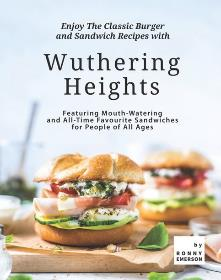 Enjoy The Classic Burger
and Sandwich Recipes with
Wuthering
Heights
Featuring Mouth-Watering
and All-Time Favourite Sandwiches
for People of All Ages
by
RONNY
EMERSON